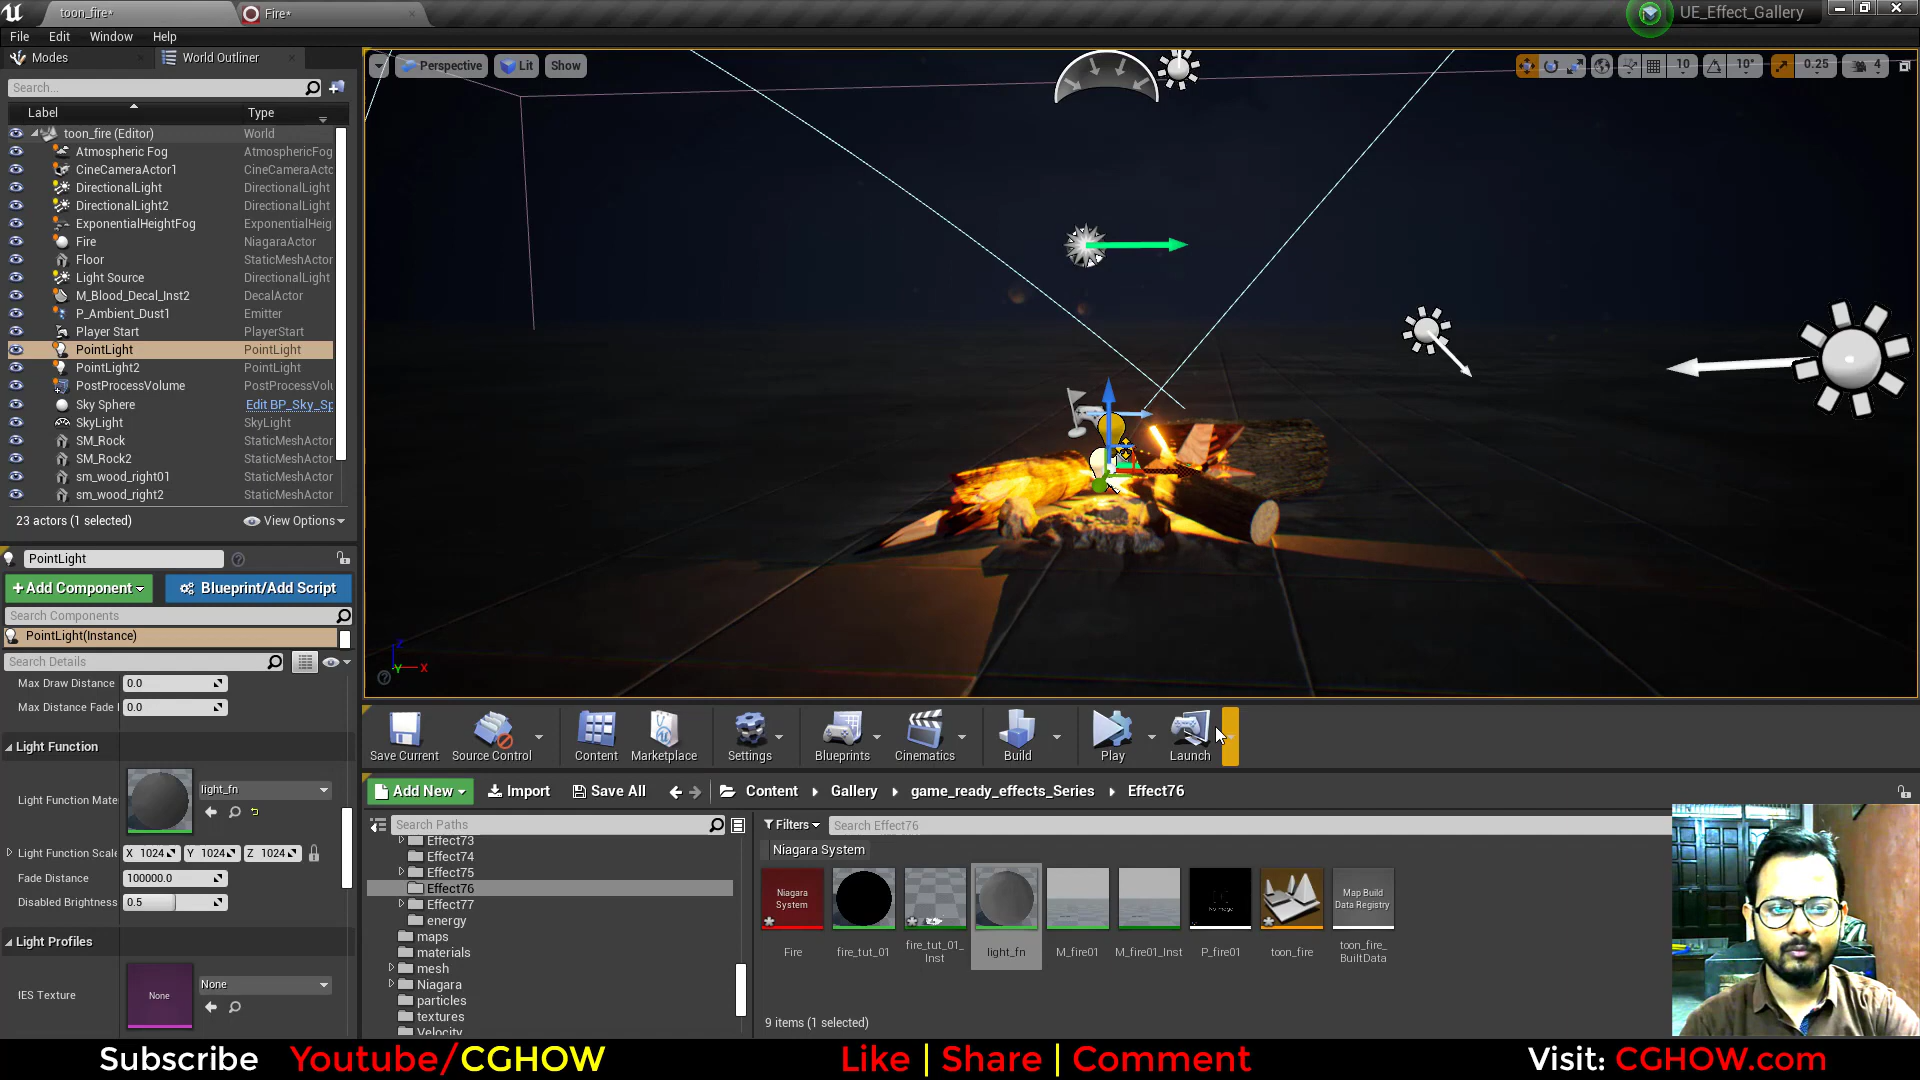 toon_fire*
Fire*
UE_Effect_Gallery
File Edit Window Help
Modes
World Outliner
Search...
Label Type
toon_fire (Editor) World
Atmospheric Fog AtmosphericFog
CineCameraActor1 CineCameraActo
DirectionalLight DirectionalLight
DirectionalLight2 DirectionalLight
ExponentialHeightFog ExponentialHeig
Fire NiagaraActor
Floor StaticMeshActor
Light Source DirectionalLight
M_Blood_Decal_Inst2 DecalActor
P_Ambient_Dust1 Emitter
Player Start PlayerStart
PointLight PointLight
PointLight2 PointLight
PostProcessVolume PostProcessVolu
Sky Sphere Edit BP_Sky_Sp
SkyLight SkyLight
SM_Rock StaticMeshActor
SM_Rock2 StaticMeshActor
sm_wood_right01 StaticMeshActor
sm_wood_right2 StaticMeshActor
23 actors (1 selected)
View Options
PointLight
+Add Component
Blueprint/Add Script
Search Components
PointLight(Instance)
Search Details
Max Draw Distance 0.0
Max Distance Fade 0.0
Light Function
Light Function Mate light_fn
Light Function Scale X 1024 Y 1024 Z 1024
Fade Distance 100000.0
Disabled Brightness 0.5
Light Profiles
IES Texture None None
Perspective Lit Show
10 10° 0.25 4
Z
Y X
Save Current Source Control Content Marketplace Settings Blueprints Cinematics Build Play Launch
Add New Import Save All Content Gallery game_ready_effects_Series Effect76
Search Paths
Effect73
Effect74
Effect75
Effect76
Effect77
energy
maps
materials
mesh
Niagara
particles
textures
Velocity
Filters Search Effect76
Niagara System
Niagara System
Map Build Data Registry
Fire
fire_tut_01
fire_tut_01_Inst
light_fn
M_fire01
M_fire01_Inst
P_fire01
toon_fire
toon_fire_BuiltData
9 items (1 selected)
Subscribe Youtube/CGHOW Like | Share | Comment Visit: CGHOW.com